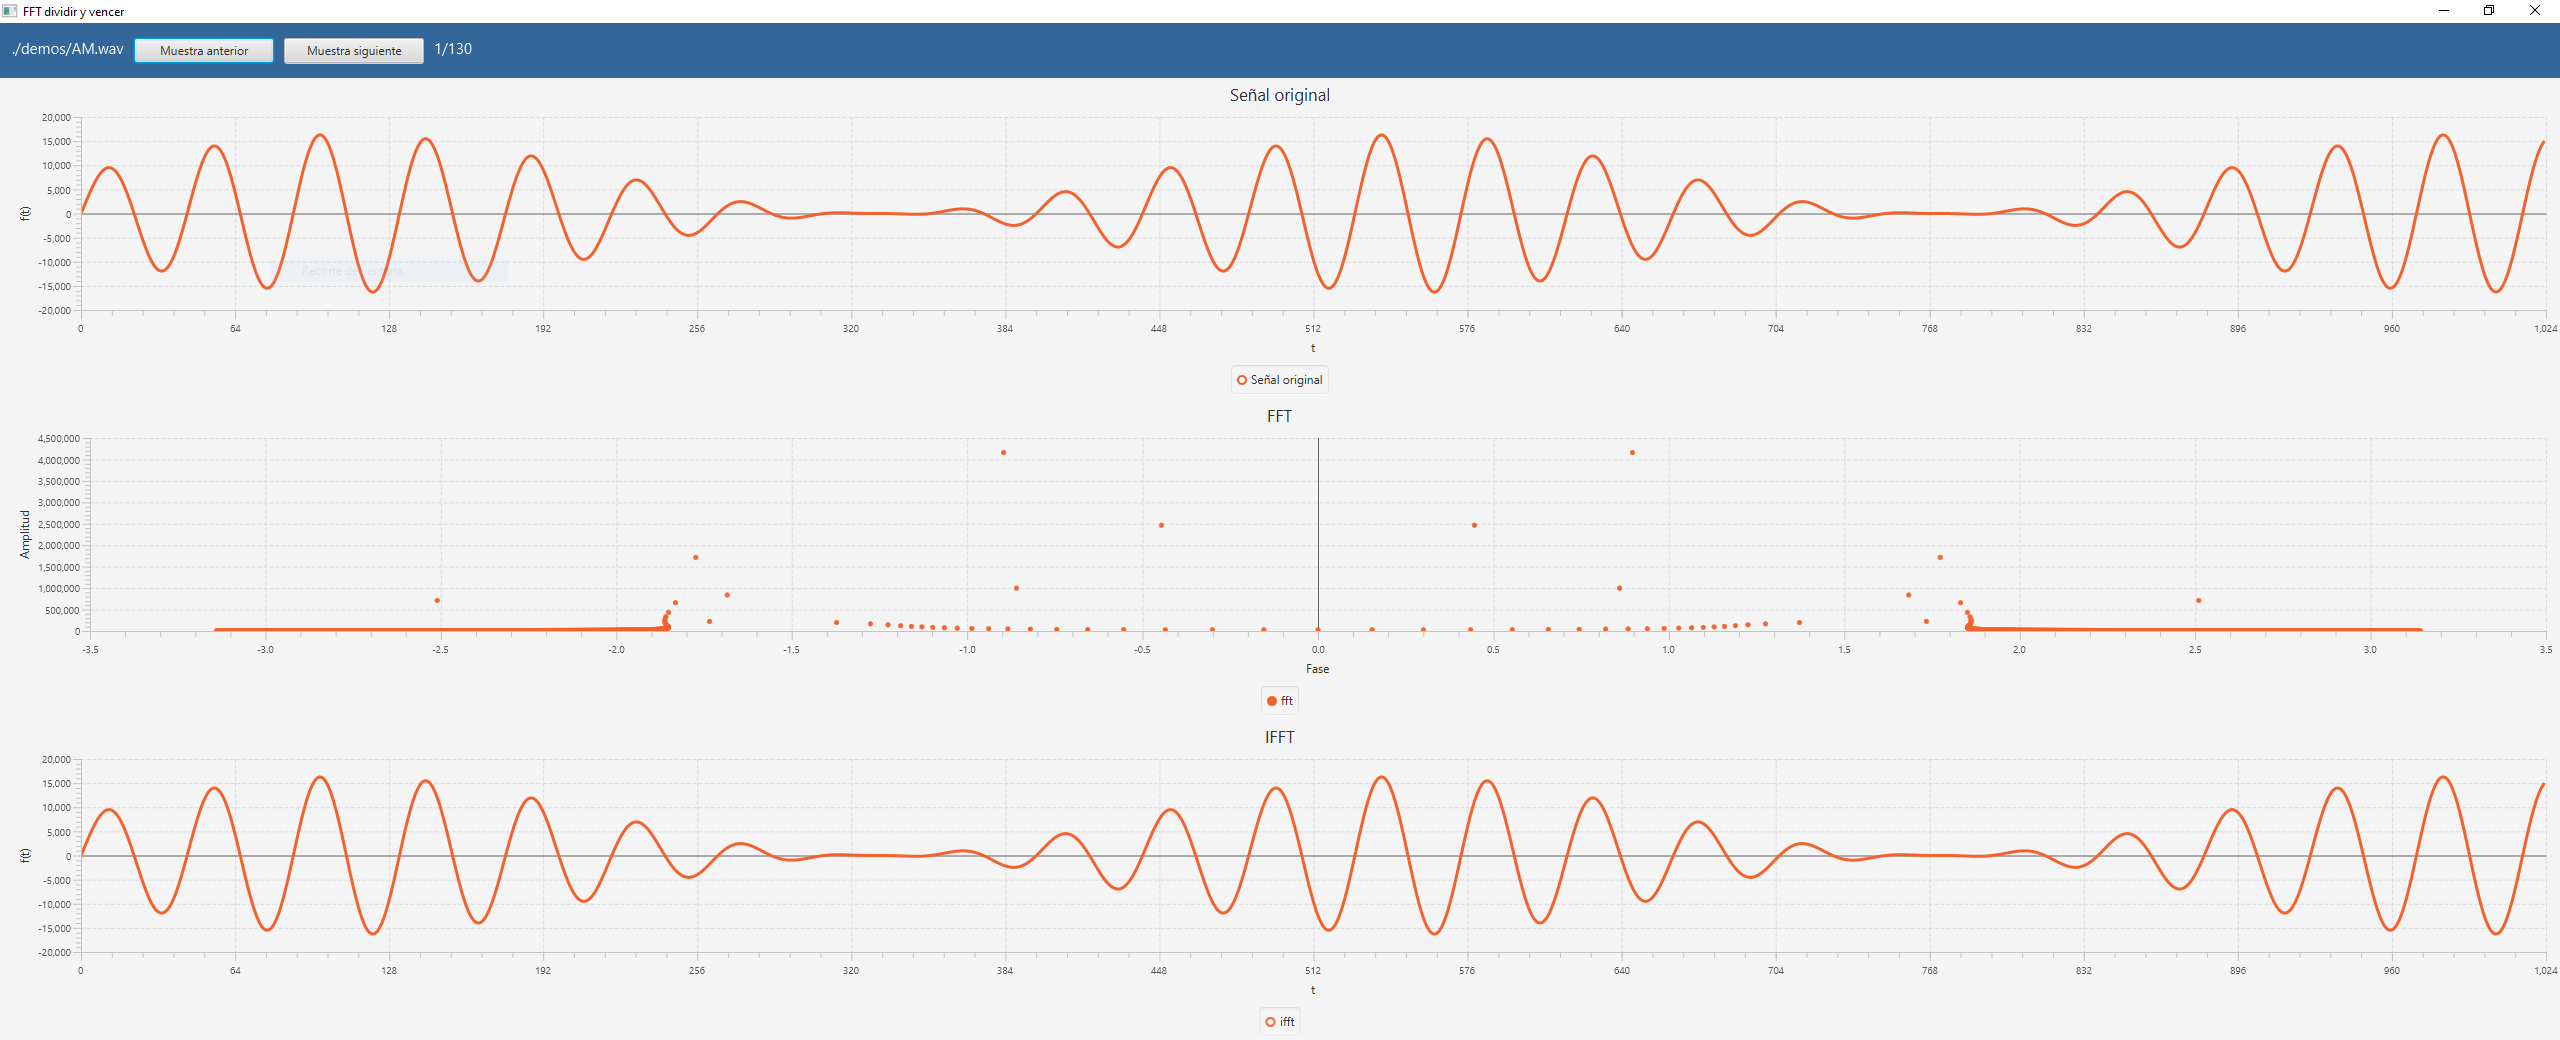 FFT dividir y vencer
./demos/AM.wav Muestra anterior Muestra siguiente 1/130
Señal original
20,000
15,000
10,000
5,000
0
-5,000
-10,000
-15,000
-20,000
f(t)
Recorte de ventana
0 64 128 192 256 320 384 448 512 576 640 704 768 832 896 960 1,024
t
Señal original
FFT
4,500,000
4,000,000
3,500,000
3,000,000
2,500,000
2,000,000
1,500,000
1,000,000
500,000
0
Amplitud
-3.5 -3.0 -2.5 -2.0 -1.5 -1.0 -0.5 0.0 0.5 1.0 1.5 2.0 2.5 3.0 3.5
Fase
fft
IFFT
20,000
15,000
10,000
5,000
0
-5,000
-10,000
-15,000
-20,000
f(t)
0 64 128 192 256 320 384 448 512 576 640 704 768 832 896 960 1,024
t
ifft